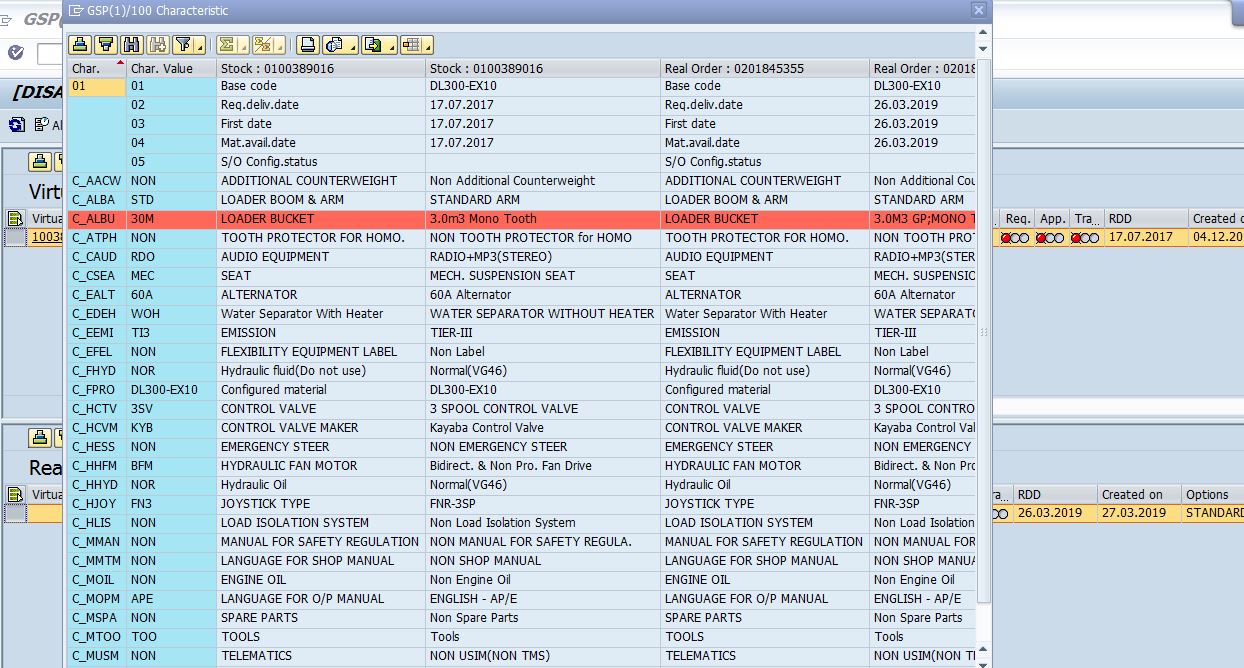 GSP(1)/100 Characteristic
GSP(
[DISA
Al
Virtu
Virtua
10038
Rea
Virtua
Char. Char. Value Stock : 0100389016 Stock : 0100389016 Real Order : 0201845355 Real Order : 02018
01 01 Base code DL300-EX10 Base code DL300-EX10
02 Req.deliv.date 17.07.2017 Req.deliv.date 26.03.2019
03 First date 17.07.2017 First date 26.03.2019
04 Mat.avail.date 17.07.2017 Mat.avail.date 26.03.2019
05 S/O Config.status S/O Config.status
C_AACW NON ADDITIONAL COUNTERWEIGHT Non Additional Counterweight ADDITIONAL COUNTERWEIGHT Non Additional Cou
C_ALBA STD LOADER BOOM & ARM STANDARD ARM LOADER BOOM & ARM STANDARD ARM
C_ALBU 30M LOADER BUCKET 3.0m3 Mono Tooth LOADER BUCKET 3.0M3 GP;MONO T
C_ATPH NON TOOTH PROTECTOR FOR HOMO. NON TOOTH PROTECTOR for HOMO TOOTH PROTECTOR FOR HOMO. NON TOOTH PROT
C_CAUD RDO AUDIO EQUIPMENT RADIO+MP3(STEREO) AUDIO EQUIPMENT RADIO+MP3(STER
C_CSEA MEC SEAT MECH. SUSPENSION SEAT SEAT MECH. SUSPENSIO
C_EALT 60A ALTERNATOR 60A Alternator ALTERNATOR 60A Alternator
C_EDEH WOH Water Separator With Heater WATER SEPARATOR WITHOUT HEATER Water Separator With Heater WATER SEPARATO
C_EEMI TI3 EMISSION TIER-III EMISSION TIER-III
C_EFEL NON FLEXIBILITY EQUIPMENT LABEL Non Label FLEXIBILITY EQUIPMENT LABEL Non Label
C_FHYD NOR Hydraulic fluid(Do not use) Normal(VG46) Hydraulic fluid(Do not use) Normal(VG46)
C_FPRO DL300-EX10 Configured material DL300-EX10 Configured material DL300-EX10
C_HCTV 3SV CONTROL VALVE 3 SPOOL CONTROL VALVE CONTROL VALVE 3 SPOOL CONTRO
C_HCVM KYB CONTROL VALVE MAKER Kayaba Control Valve CONTROL VALVE MAKER Kayaba Control Val
C_HESS NON EMERGENCY STEER NON EMERGENCY STEER EMERGENCY STEER NON EMERGENCY
C_HHFM BFM HYDRAULIC FAN MOTOR Bidirect. & Non Pro. Fan Drive HYDRAULIC FAN MOTOR Bidirect. & Non Pro
C_HHYD NOR Hydraulic Oil Normal(VG46) Hydraulic Oil Normal(VG46)
C_HJOY FN3 JOYSTICK TYPE FNR-3SP JOYSTICK TYPE FNR-3SP
C_HLIS NON LOAD ISOLATION SYSTEM Non Load Isolation System LOAD ISOLATION SYSTEM Non Load Isolation
C_MMAN NON MANUAL FOR SAFETY REGULATION NON MANUAL FOR SAFETY REGULA. MANUAL FOR SAFETY REGULATION NON MANUAL FOR
C_MMTM NON LANGUAGE FOR SHOP MANUAL NON SHOP MANUAL LANGUAGE FOR SHOP MANUAL NON SHOP MANUA
C_MOIL NON ENGINE OIL Non Engine Oil ENGINE OIL Non Engine Oil
C_MOPM APE LANGUAGE FOR O/P MANUAL ENGLISH - AP/E LANGUAGE FOR O/P MANUAL ENGLISH - AP/E
C_MSPA NON SPARE PARTS Non Spare Parts SPARE PARTS Non Spare Parts
C_MTOO TOO TOOLS Tools TOOLS Tools
C_MUSM NON TELEMATICS NON USIM(NON TMS) TELEMATICS NON USIM(NON T
Req. App. Tra... RDD Created o
17.07.2017 04.12.20
ra... RDD Created on Options
26.03.2019 27.03.2019 STANDARD